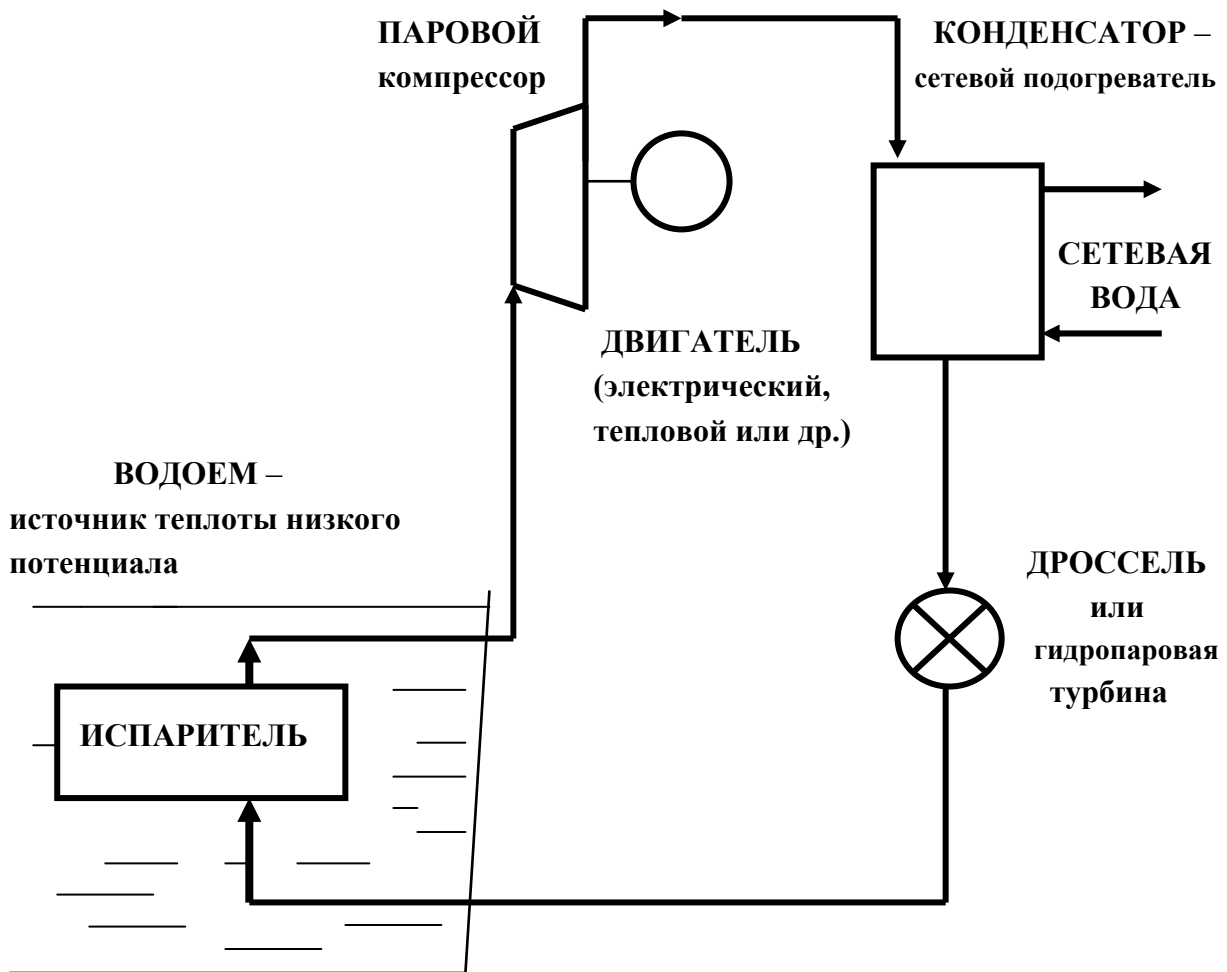 ПАРОВОЙ
компрессор
КОНДЕНСАТОР –
сетевой подогреватель
СЕТЕВАЯ
ВОДА
ДВИГАТЕЛЬ
(электрический,
тепловой или др.)
ВОДОЕМ –
источник теплоты низкого
потенциала
ДРОССЕЛЬ
или
гидропаровая
турбина
ИСПАРИТЕЛЬ